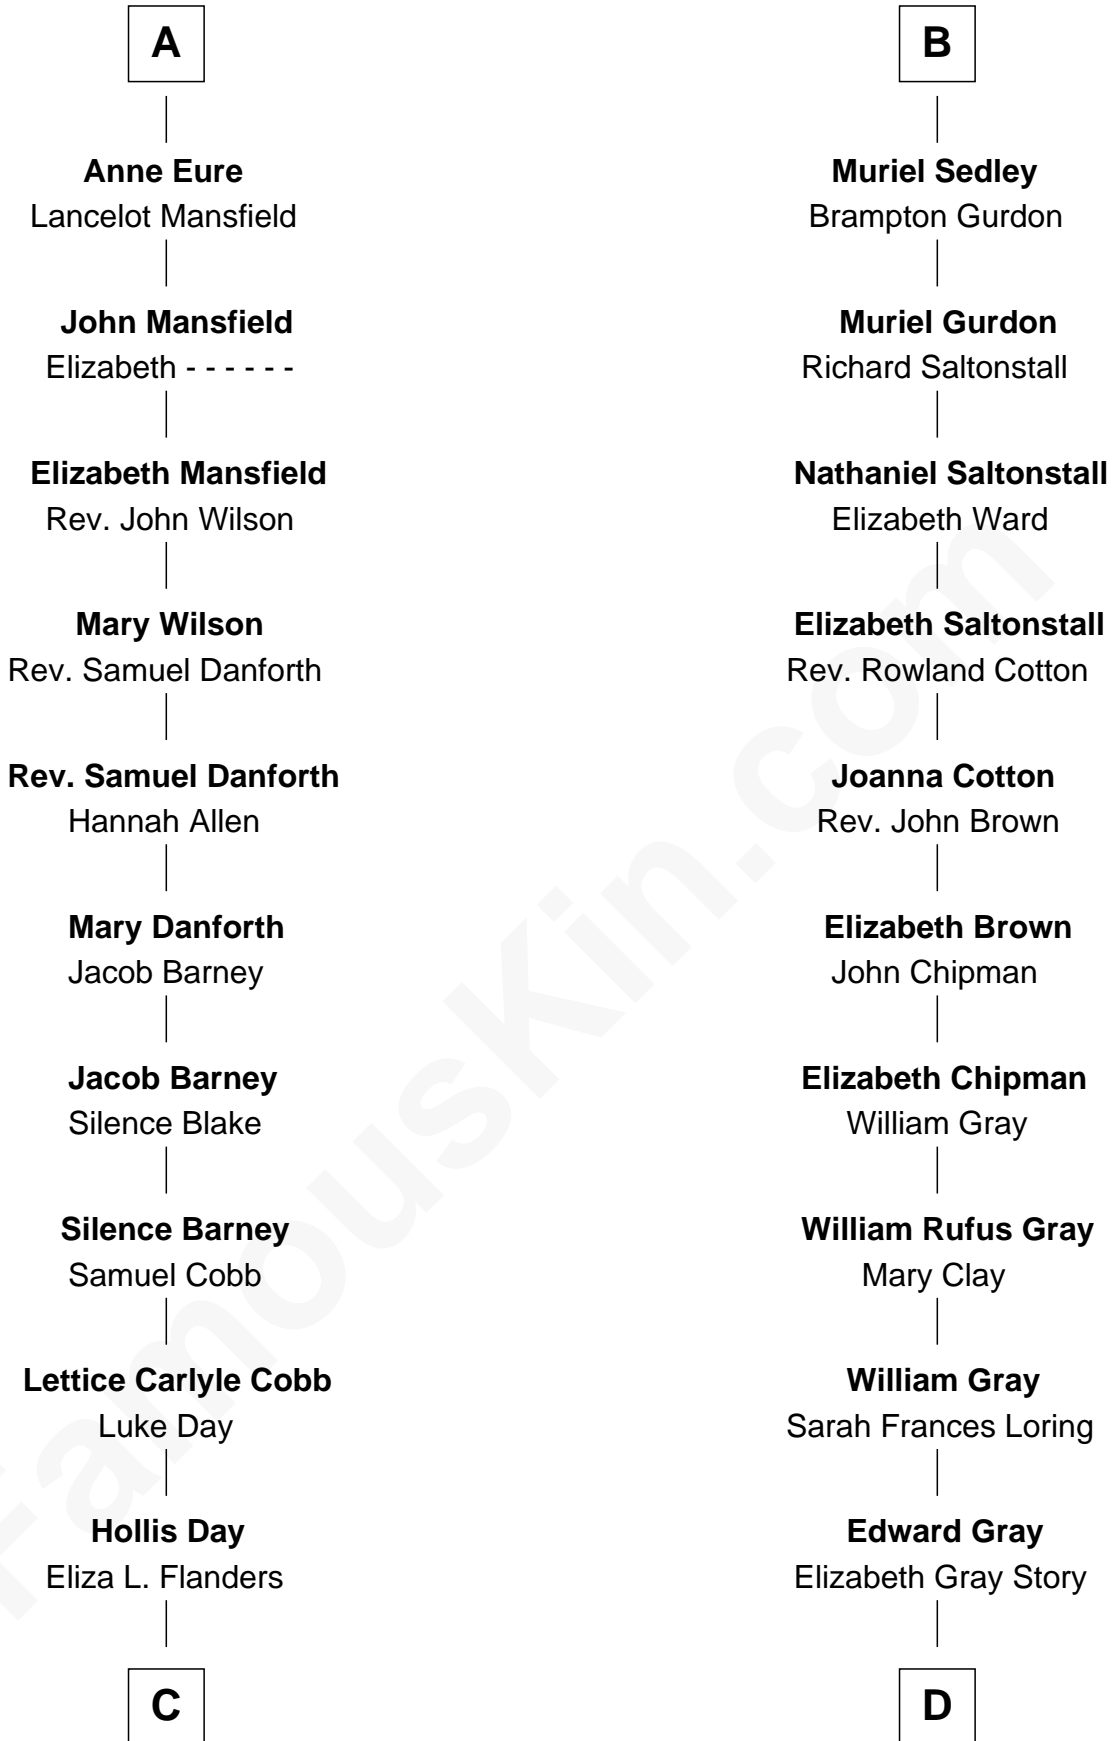 A
Anne Eure
Lancelot Mansfield
John Mansfield
Elizabeth - - - - - -
Elizabeth Mansfield
Rev. John Wilson
Mary Wilson
Rev. Samuel Danforth
Rev. Samuel Danforth
Hannah Allen
Mary Danforth
Jacob Barney
Jacob Barney
Silence Blake
Silence Barney
Samuel Cobb
Lettice Carlyle Cobb
Luke Day
Hollis Day
Eliza L. Flanders
C
B
Muriel Sedley
Brampton Gurdon
Muriel Gurdon
Richard Saltonstall
Nathaniel Saltonstall
Elizabeth Ward
Elizabeth Saltonstall
Rev. Rowland Cotton
Joanna Cotton
Rev. John Brown
Elizabeth Brown
John Chipman
Elizabeth Chipman
William Gray
William Rufus Gray
Mary Clay
William Gray
Sarah Frances Loring
Edward Gray
Elizabeth Gray Story
D
FamousKin.com